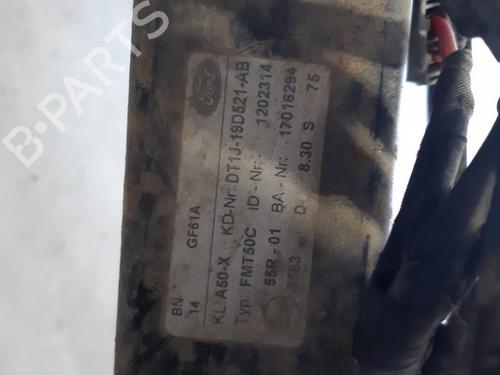 B-PARTS
Ford
BN
14 GF61A
KL A50-X KD-Nr. DT1J-19D521-AB
Typ: FMT50C ID-Nr.: 1202314
55R-01 BA.-Nr: 17016294
D 8.30 S 75